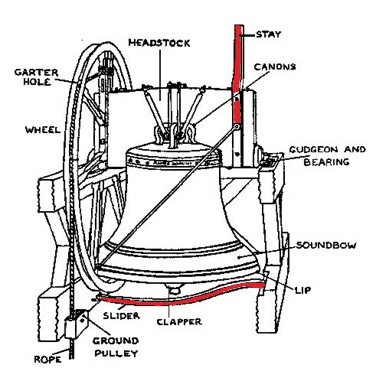 STAY
HEADSTOCK
CANONS
GARTER
HOLE
WHEEL
GUDGEON AND
BEARING
SOUNDBOW
LIP
SLIDER
CLAPPER
GROUND
PULLEY
ROPE